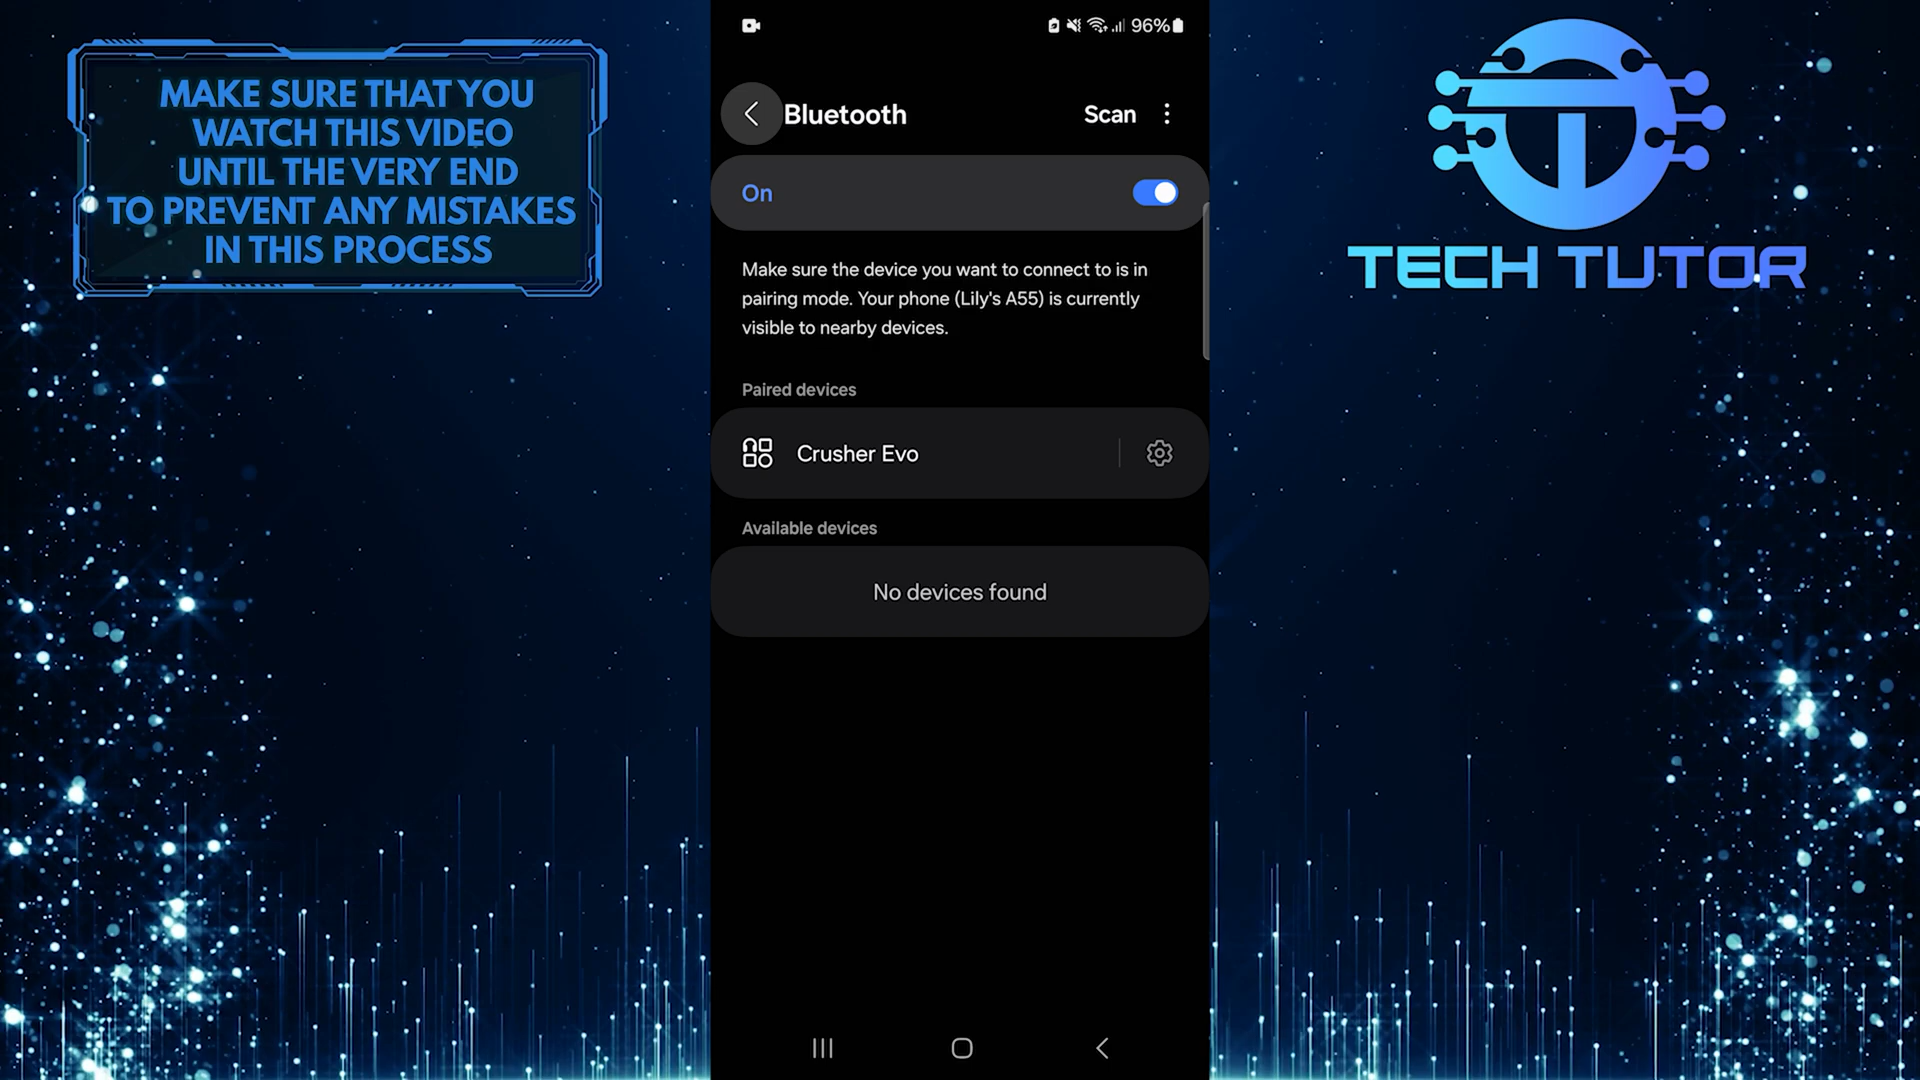 MAKE SURE THAT YOU
WATCH THIS VIDEO
UNTIL THE VERY END
TO PREVENT ANY MISTAKES
IN THIS PROCESS
96%
Bluetooth
Scan
On
Make sure the device you want to connect to is in
pairing mode. Your phone (Lily's A55) is currently
visible to nearby devices.
Paired devices
Crusher Evo
Available devices
No devices found
TECH TUTOR